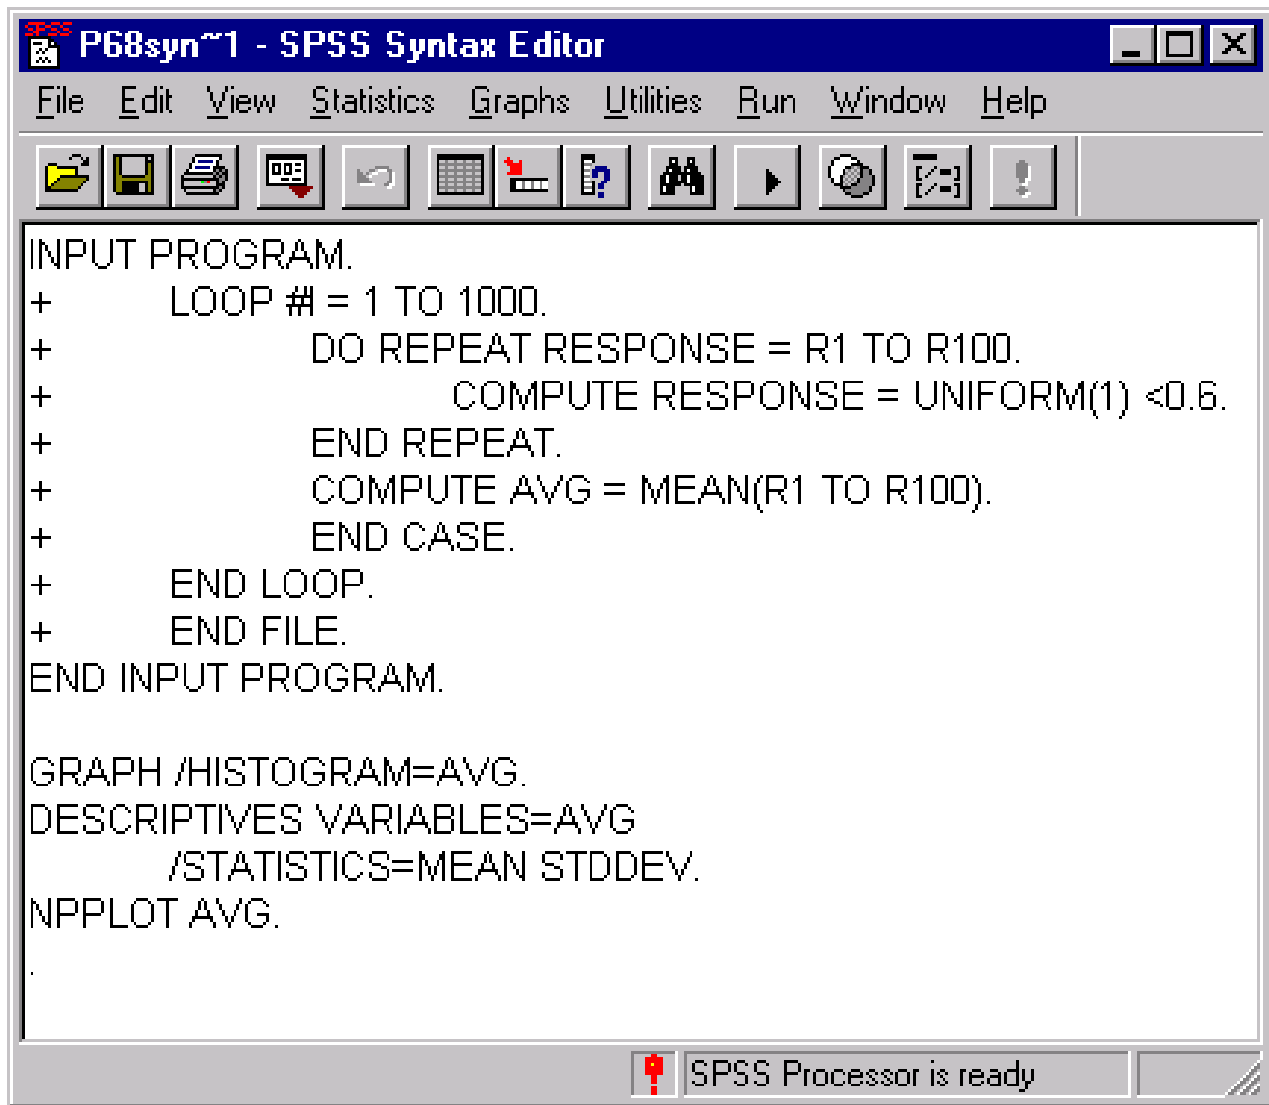 SPSS
P68syn~1 - SPSS Syntax Editor
File Edit View Statistics Graphs Utilities Run Window Help
INPUT PROGRAM.
+ LOOP #I = 1 TO 1000.
+ DO REPEAT RESPONSE = R1 TO R100.
+ COMPUTE RESPONSE = UNIFORM(1) <0.6.
+ END REPEAT.
+ COMPUTE AVG = MEAN(R1 TO R100).
+ END CASE.
+ END LOOP.
+ END FILE.
END INPUT PROGRAM.
GRAPH /HISTOGRAM=AVG.
DESCRIPTIVES VARIABLES=AVG
/STATISTICS=MEAN STDDEV.
NPPLOT AVG.
.
SPSS Processor is ready